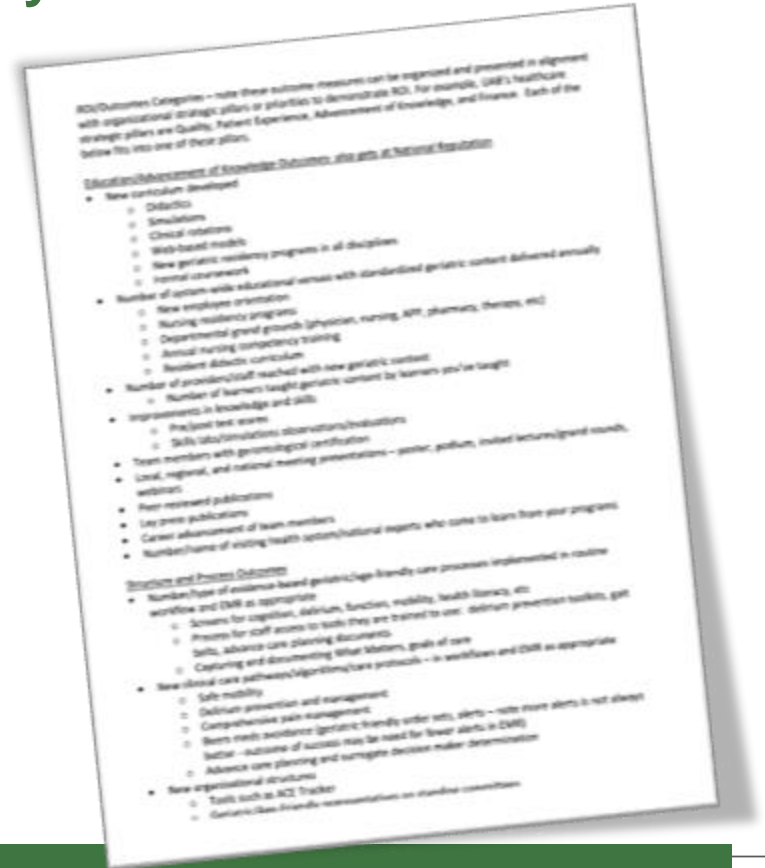 ROI/Outcomes Categories – note these outcome measures can be organized and presented in alignment
with organizational strategic pillars or priorities to demonstrate ROI. For example, UAB's healthcare
strategic pillars are Quality, Patient Experience, Advancement of Knowledge, and Finance. Each of the
below fits into one of these pillars.
Education/Advancement of Knowledge Outcomes- also gets at National Reputation
• New curriculum developed
○ Didactics
○ Simulations
○ Clinical rotations
○ Web-based models
○ New geriatric residency programs in all disciplines
○ Formal coursework
• Number of system-wide educational venues with standardized geriatric content delivered annually
○ New employee orientation
○ Nursing residency programs
○ Departmental grand grounds (physician, nursing, APP, pharmacy, therapy, etc)
○ Annual nursing competency training
○ Resident didactic curriculum
• Number of providers/staff reached with new geriatric content
○ Number of learners taught geriatric content by learners you've taught
• Improvements in knowledge and skills
○ Pre/post test scores
○ Skills labs/simulations observations/evaluations
• Team members with gerontological certification
• Local, regional, and national meeting presentations – poster, podium, invited lectures/grand rounds,
webinars
• Peer-reviewed publications
• Lay press publications
• Career advancement of team members
• Number/name of visiting health system/national experts who come to learn from your programs
Structure and Process Outcomes
• Number/type of evidence-based geriatric/age-friendly care processes implemented in routine
workflow and EMR as appropriate
○ Screens for cognition, delirium, function, mobility, health literacy, etc
○ Process for staff access to tools they are trained to use: delirium prevention toolkits, gait
belts, advance care planning documents
○ Capturing and documenting What Matters, goals of care
• New clinical care pathways/algorithms/care protocols – in workflows and EMR as appropriate
○ Safe mobility
○ Delirium prevention and management
○ Comprehensive pain management
○ Beers meds avoidance (geriatric friendly order sets, alerts – note more alerts is not always
better - outcome of success may be need for fewer alerts in EMR)
○ Advance care planning and surrogate decision maker determination
• New organizational structures
○ Tools such as ACE Tracker
○ Geriatric/Age-Friendly representatives on standing committees